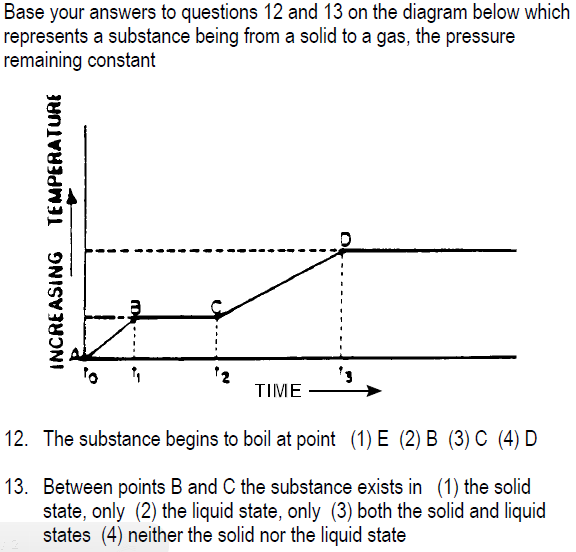 Base your answers to questions 12 and 13 on the diagram below which
represents a substance being from a solid to a gas, the pressure
remaining constant
INCREASING TEMPERATURE
D
B
C
A
t0 t1 t2 t3
TIME
12. The substance begins to boil at point (1) E (2) B (3) C (4) D
13. Between points B and C the substance exists in (1) the solid
state, only (2) the liquid state, only (3) both the solid and liquid
states (4) neither the solid nor the liquid state